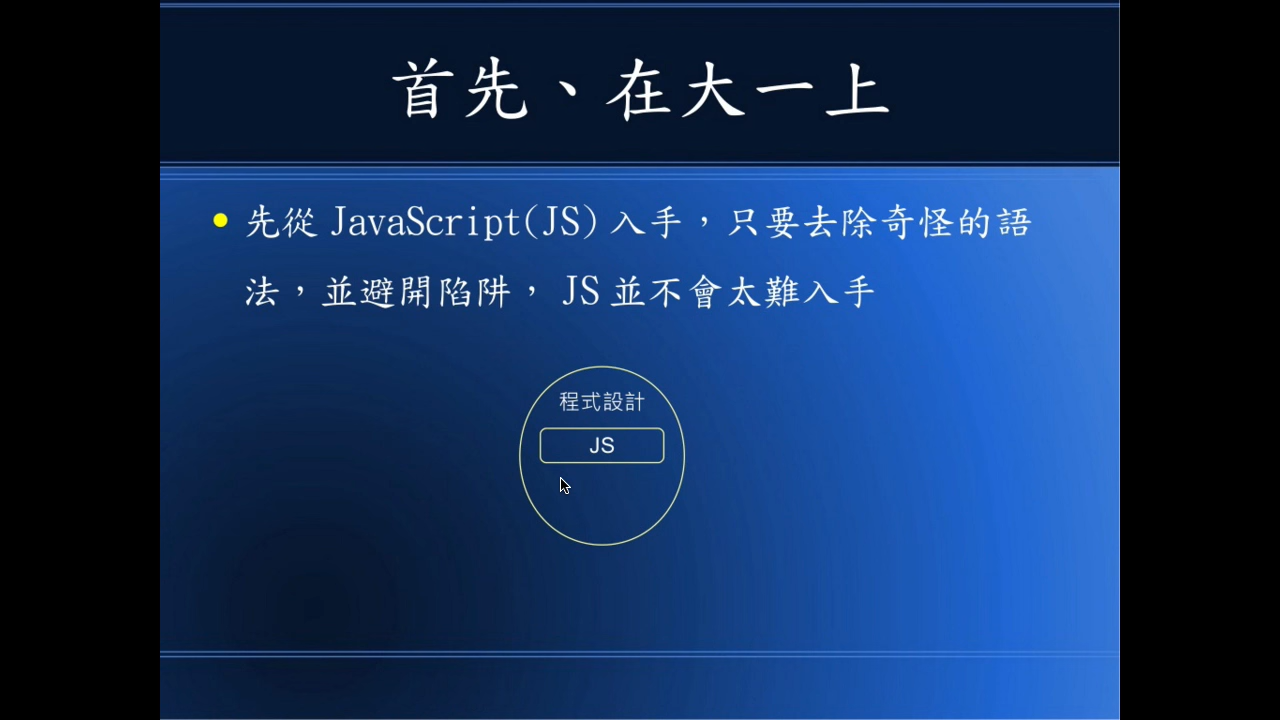 首先、在大一上
先從 JavaScript(JS) 入手，只要去除奇怪的語
法，並避開陷阱， JS 並不會太難入手
程式設計
JS